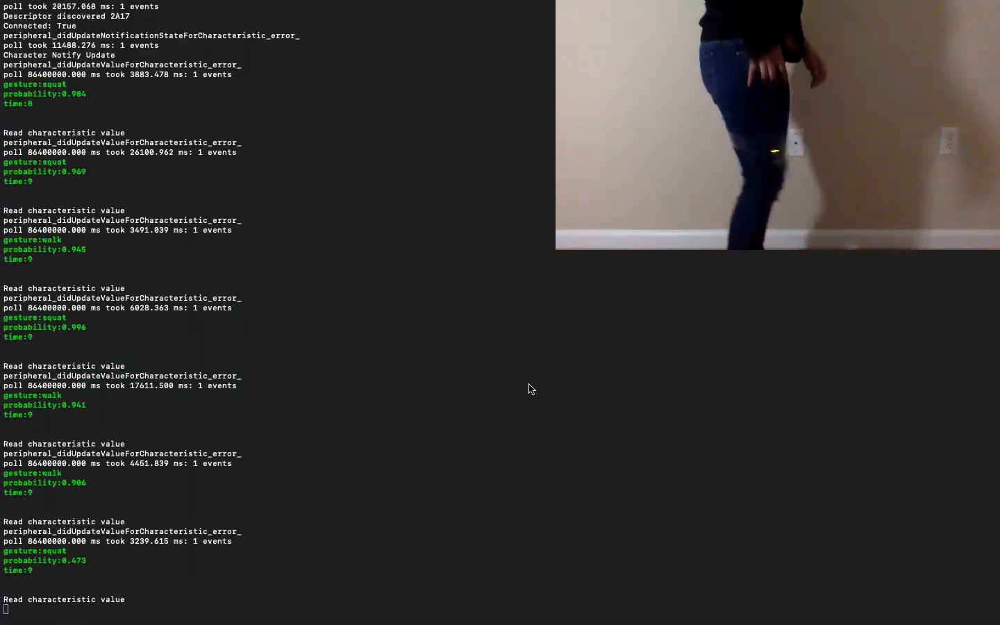 poll took 20157.068 ms: 1 events
Descriptor discovered 2A17
Connected: True
peripheral_didUpdateNotificationStateForCharacteristic_error_
poll took 11488.276 ms: 1 events
Character Notify Update
peripheral_didUpdateValueForCharacteristic_error_
poll 86400000.000 ms took 3883.478 ms: 1 events
gesture:squat
probability:0.984
time:8
Read characteristic value
peripheral_didUpdateValueForCharacteristic_error_
poll 86400000.000 ms took 26100.962 ms: 1 events
gesture:squat
probability:0.969
time:9
Read characteristic value
peripheral_didUpdateValueForCharacteristic_error_
poll 86400000.000 ms took 3491.039 ms: 1 events
gesture:walk
probability:0.945
time:9
Read characteristic value
peripheral_didUpdateValueForCharacteristic_error_
poll 86400000.000 ms took 6028.363 ms: 1 events
gesture:squat
probability:0.996
time:9
Read characteristic value
peripheral_didUpdateValueForCharacteristic_error_
poll 86400000.000 ms took 17611.500 ms: 1 events
gesture:walk
probability:0.941
time:9
Read characteristic value
peripheral_didUpdateValueForCharacteristic_error_
poll 86400000.000 ms took 4451.839 ms: 1 events
gesture:walk
probability:0.906
time:9
Read characteristic value
peripheral_didUpdateValueForCharacteristic_error_
poll 86400000.000 ms took 3239.615 ms: 1 events
gesture:squat
probability:0.473
time:9
Read characteristic value